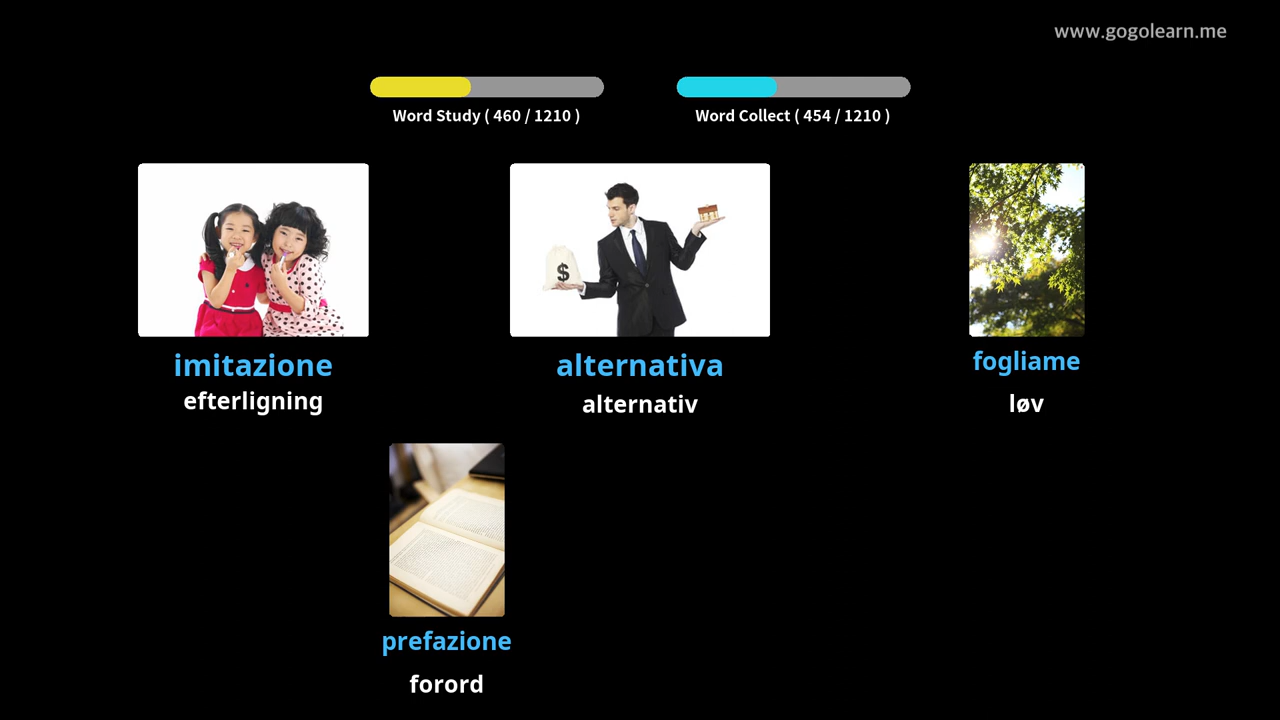 www.gogolearn.me
Word Study ( 460 / 1210 )
Word Collect ( 454 / 1210 )
$
imitazione
efterligning
alternativa
alternativ
fogliame
løv
prefazione
forord